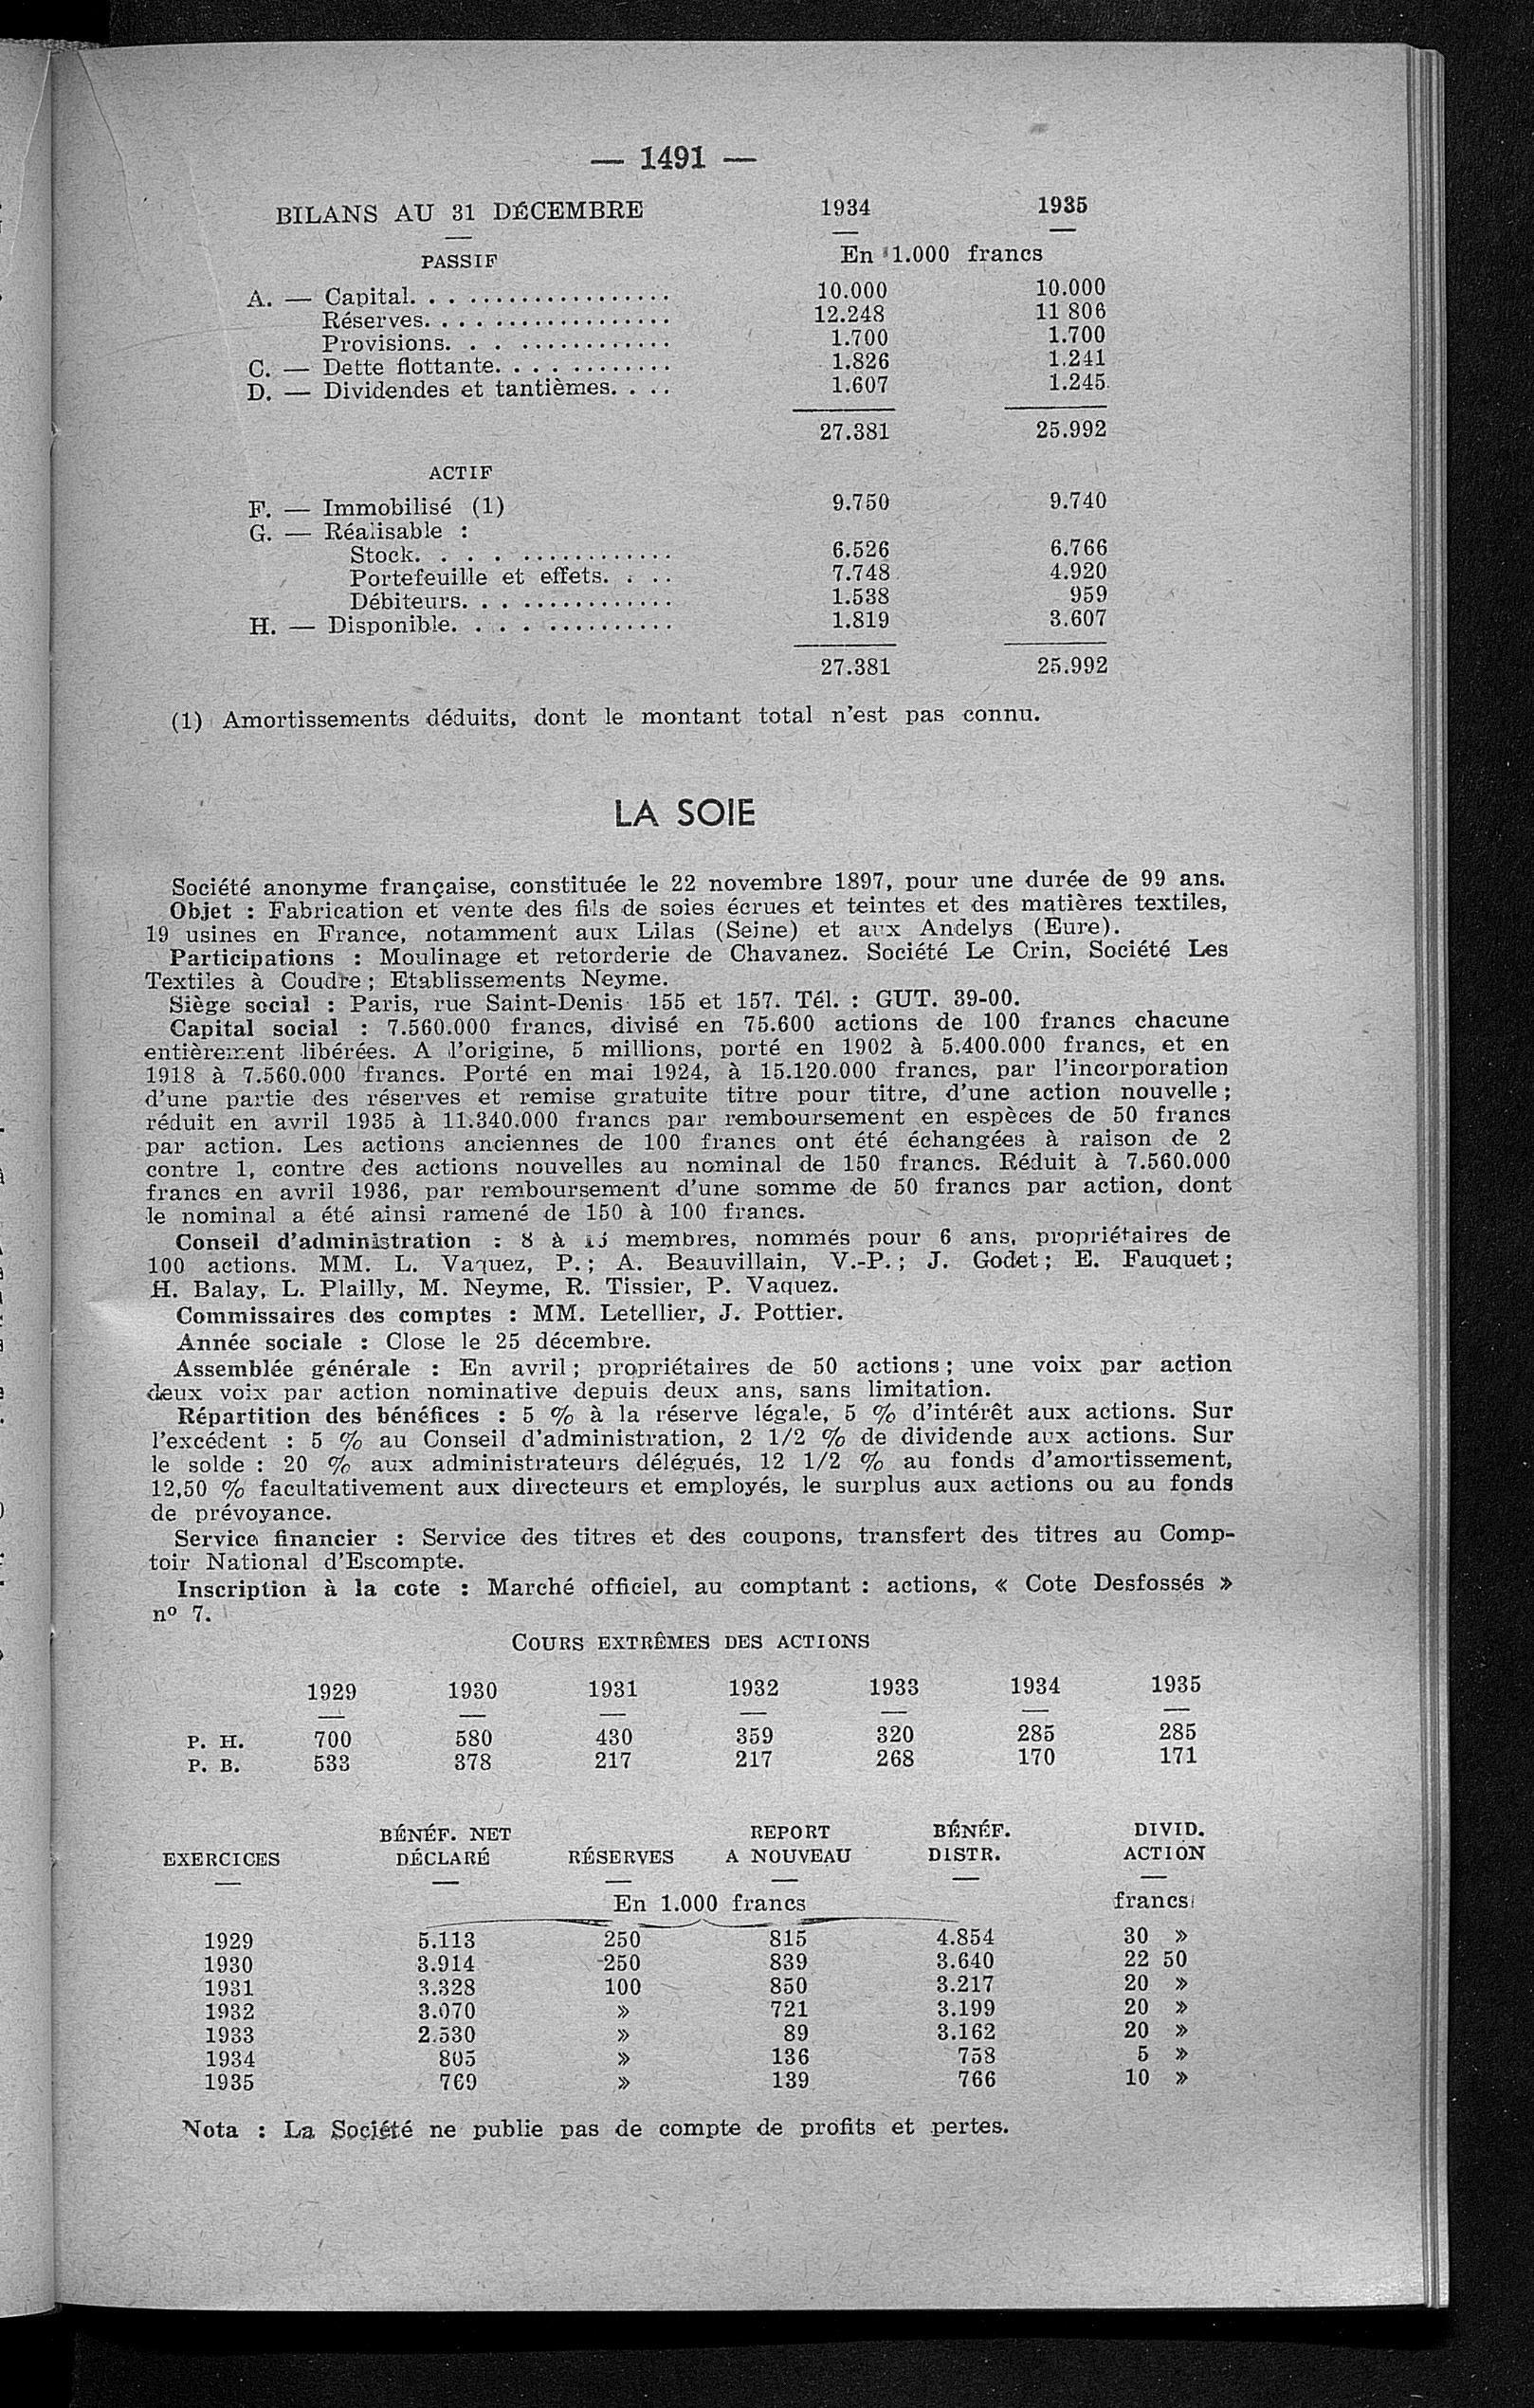 — 1491 —
BILANS AU 31 DÉCEMBRE 1934 1935
PASSIF En 1.000 francs
A. — Capital. . . .................. 10.000 10.000
Réserves. . . .................. 12.248 11 806
Provisions. . . ............. 1.700 1.700
C. — Dette flottante. . . . ......... 1.826 1.241
D. — Dividendes et tantièmes. . .. 1.607 1.245
27.381 25.992
ACTIF
F. — Immobilisé (1) 9.750 9.740
G. — Réalisable :
Stock. . . . ............. 6.526 6.766
Portefeuille et effets. . .. 7.748 4.920
Débiteurs. . . ............. 1.538 959
H. — Disponible. . . . ............ 1.819 3.607
27.381 25.992
(1) Amortissements déduits, dont le montant total n'est pas connu.
LA SOIE
Société anonyme française, constituée le 22 novembre 1897, pour une durée de 99 ans.
Objet : Fabrication et vente des fils de soies écrues et teintes et des matières textiles,
19 usines en France, notamment aux Lilas (Seine) et aux Andelys (Eure).
Participations : Moulinage et retorderie de Chavanez. Société Le Crin, Société Les
Textiles à Coudre ; Etablissements Neyme.
Siège social : Paris, rue Saint-Denis 155 et 157. Tél. : GUT. 39-00.
Capital social : 7.560.000 francs, divisé en 75.600 actions de 100 francs chacune
entièrement libérées. A l'origine, 5 millions, porté en 1902 à 5.400.000 francs, et en
1918 à 7.560.000 francs. Porté en mai 1924, à 15.120.000 francs, par l'incorporation
d'une partie des réserves et remise gratuite titre pour titre, d'une action nouvelle ;
réduit en avril 1935 à 11.340.000 francs par remboursement en espèces de 50 francs
par action. Les actions anciennes de 100 francs ont été échangées à raison de 2
contre 1, contre des actions nouvelles au nominal de 150 francs. Réduit à 7.560.000
francs en avril 1936, par remboursement d'une somme de 50 francs par action, dont
le nominal a été ainsi ramené de 150 à 100 francs.
Conseil d'administration : 8 à membres, nommés pour 6 ans, propriétaires de
100 actions. MM. L. Vaquez, P. ; A. Beauvillain, V.-P. ; J. Godet ; E. Fauquet ;
H. Balay, L. Plailly, M. Neyme, R. Tissier, P. Vaquez.
Commissaires des comptes : MM. Letellier, J. Pottier.
Année sociale : Close le 25 décembre.
Assemblée générale : En avril ; propriétaires de 50 actions ; une voix par action
deux voix par action nominative depuis deux ans, sans limitation.
Répartition des bénéfices : 5 % à la réserve légale, 5 % d'intérêt aux actions. Sur
l'excédent : 5 % au Conseil d'administration, 2 1/2 % de dividende aux actions. Sur
le solde : 20 % aux administrateurs délégués, 12 1/2 % au fonds d'amortissement,
12,50 % facultativement aux directeurs et employés, le surplus aux actions ou au fonds
de prévoyance.
Service financier : Service des titres et des coupons, transfert des titres au Comp-
toir National d'Escompte.
Inscription à la cote : Marché officiel, au comptant : actions, « Cote Desfossés »
nº 7.
COURS EXTRÊMES DES ACTIONS
1929 1930 1931 1932 1933 1934 1935
P. H. 700 580 430 359 320 285 285
P. B. 533 378 217 217 268 170 171
BÉNÉF. NET REPORT BÉNÉF. DIVID.
EXERCICES DÉCLARÉ RÉSERVES A NOUVEAU DISTR. ACTION
En 1.000 francs francs
1929 5.113 250 815 4.854 30 »
1930 3.914 250 839 3.640 22 50
1931 3.328 100 850 3.217 20 »
1932 3.070 » 721 3.199 20 »
1933 2.530 » 89 3.162 20 »
1934 805 » 136 758 5 »
1935 769 » 139 766 10 »
Nota : La Société ne publie pas de compte de profits et pertes.